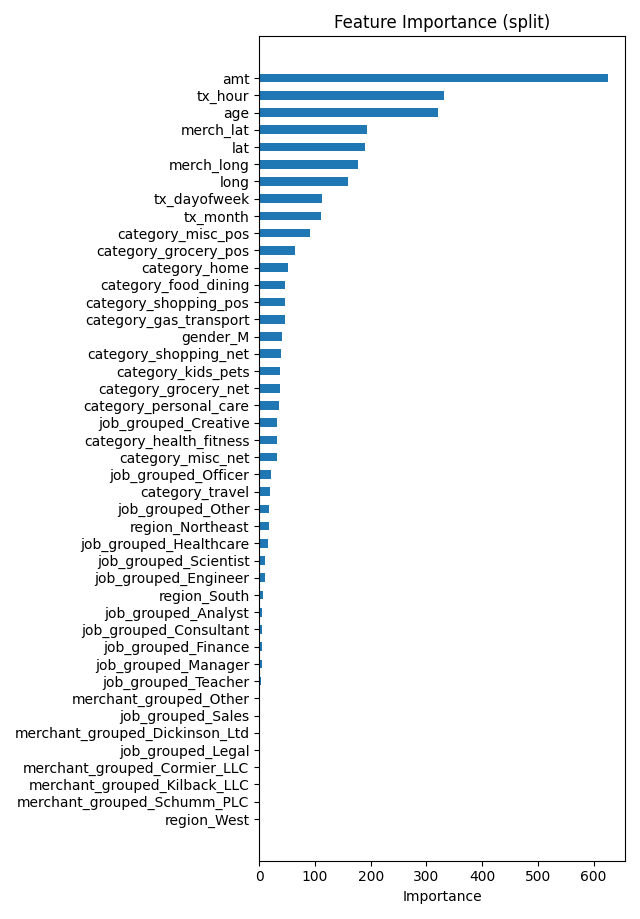 Feature Importance (split)
amt
tx_hour
age
merch_lat
lat
merch_long
long
tx_dayofweek
tx_month
category_misc_pos
category_grocery_pos
category_home
category_food_dining
category_shopping_pos
category_gas_transport
gender_M
category_shopping_net
category_kids_pets
category_grocery_net
category_personal_care
job_grouped_Creative
category_health_fitness
category_misc_net
job_grouped_Officer
category_travel
job_grouped_Other
region_Northeast
job_grouped_Healthcare
job_grouped_Scientist
job_grouped_Engineer
region_South
job_grouped_Analyst
job_grouped_Consultant
job_grouped_Finance
job_grouped_Manager
job_grouped_Teacher
merchant_grouped_Other
job_grouped_Sales
merchant_grouped_Dickinson_Ltd
job_grouped_Legal
merchant_grouped_Cormier_LLC
merchant_grouped_Kilback_LLC
merchant_grouped_Schumm_PLC
region_West
0 100 200 300 400 500 600
Importance